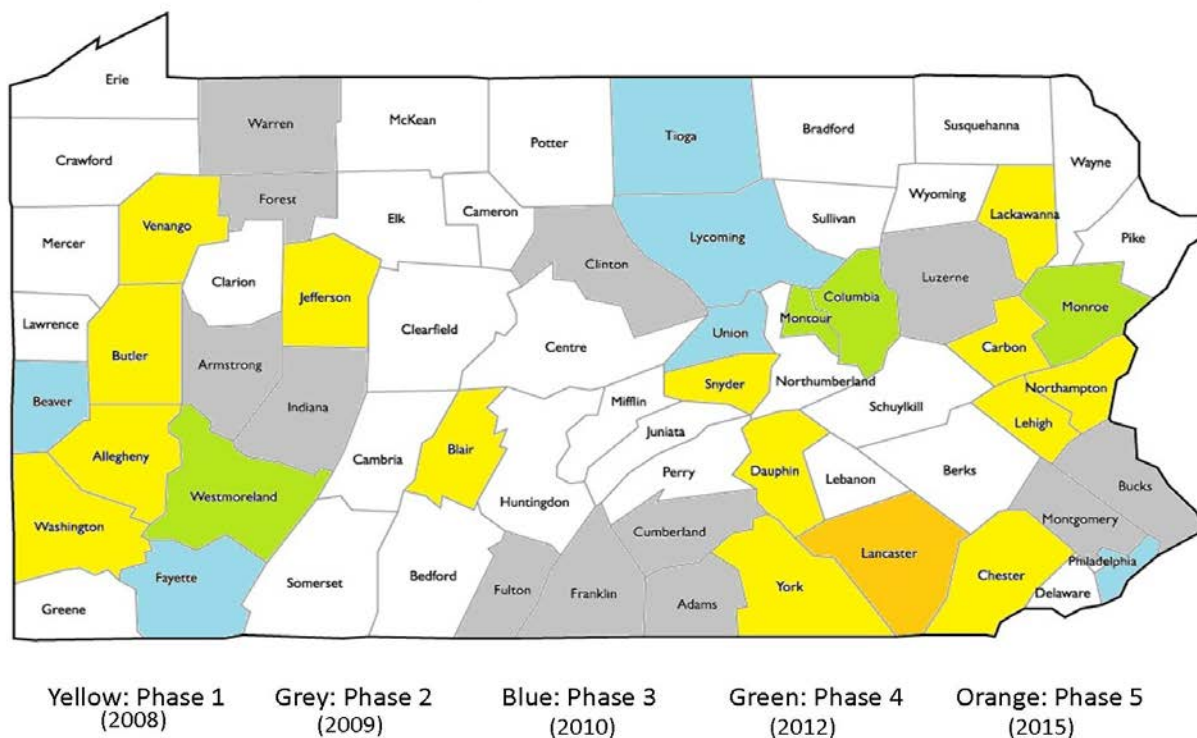 Erie
Warren
McKean
Potter
Tioga
Bradford
Susquehanna
Wayne
Crawford
Forest
Elk
Cameron
Wyoming
Lackawanna
Mercer
Venango
Clarion
Clinton
Lycoming
Sullivan
Pike
Lawrence
Jefferson
Clearfield
Centre
Union
Montour
Columbia
Luzerne
Monroe
Butler
Armstrong
Carbon
Beaver
Indiana
Snyder
Northumberland
Northampton
Mifflin
Schuylkill
Lehigh
Allegheny
Cambria
Blair
Juniata
Westmoreland
Huntingdon
Perry
Dauphin
Lebanon
Berks
Bucks
Washington
Cumberland
Montgomery
Fayette
Somerset
Bedford
Lancaster
Philadelphia
Greene
Fulton
Franklin
Adams
York
Chester
Delaware
Yellow: Phase 1
(2008)
Grey: Phase 2
(2009)
Blue: Phase 3
(2010)
Green: Phase 4
(2012)
Orange: Phase 5
(2015)